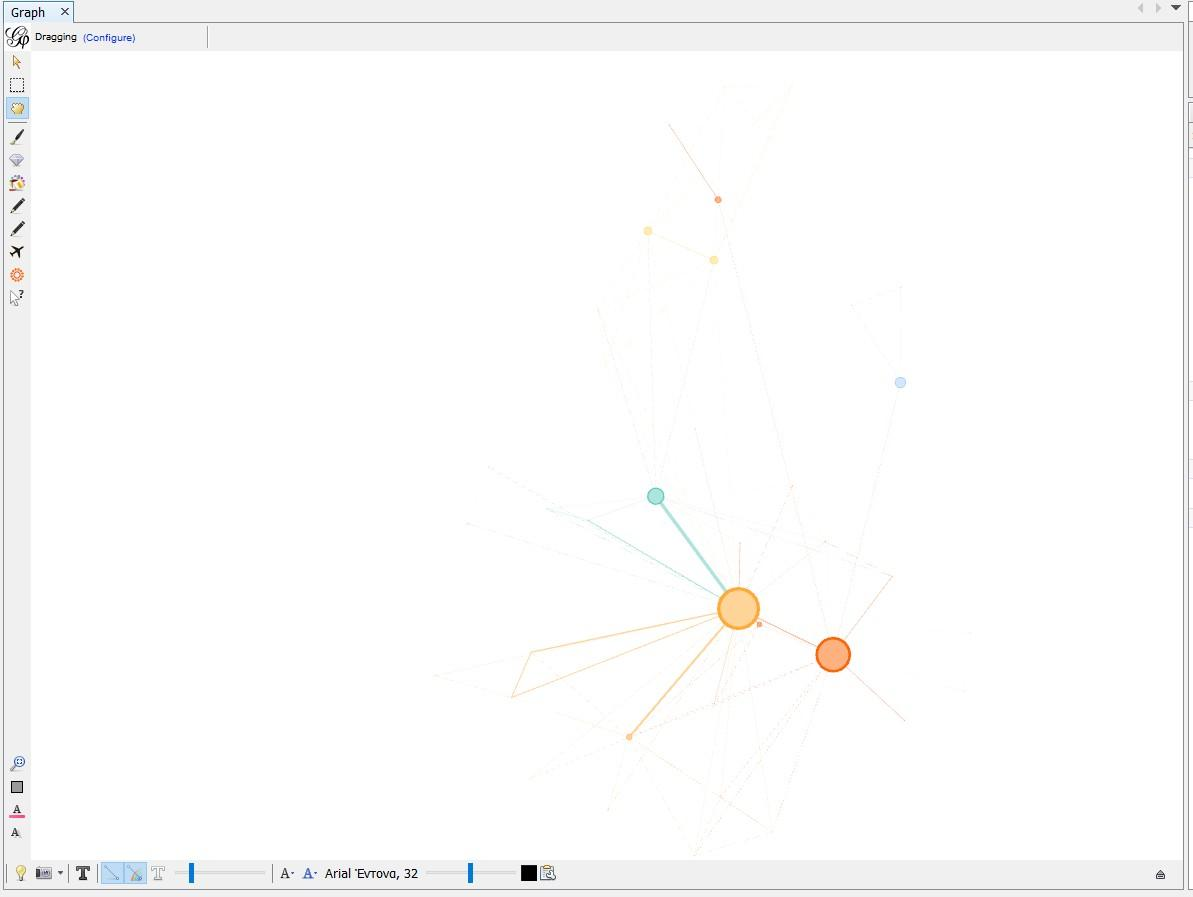 Graph
Dragging (Configure)
A
A
T T
A- A- Arial Έντονα, 32